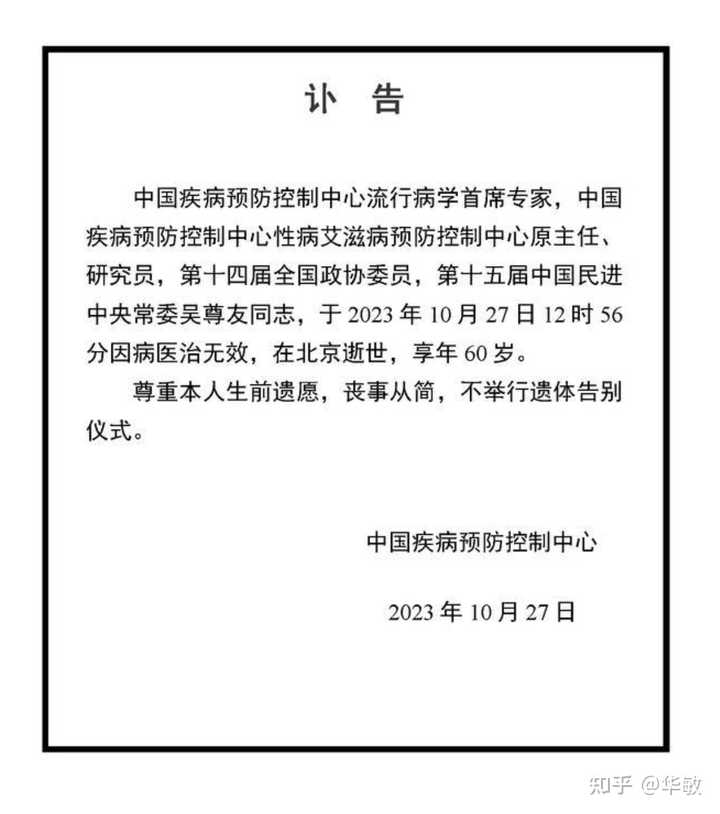 讣 告
中国疾病预防控制中心流行病学首席专家，中国
疾病预防控制中心性病艾滋病预防控制中心原主任、
研究员，第十四届全国政协委员，第十五届中国民进
中央常委吴尊友同志，于 2023 年 10 月 27 日 12 时 56
分因病医治无效，在北京逝世，享年 60 岁。
尊重本人生前遗愿，丧事从简，不举行遗体告别
仪式。
中国疾病预防控制中心
2023 年 10 月 27 日
知乎 @华敏